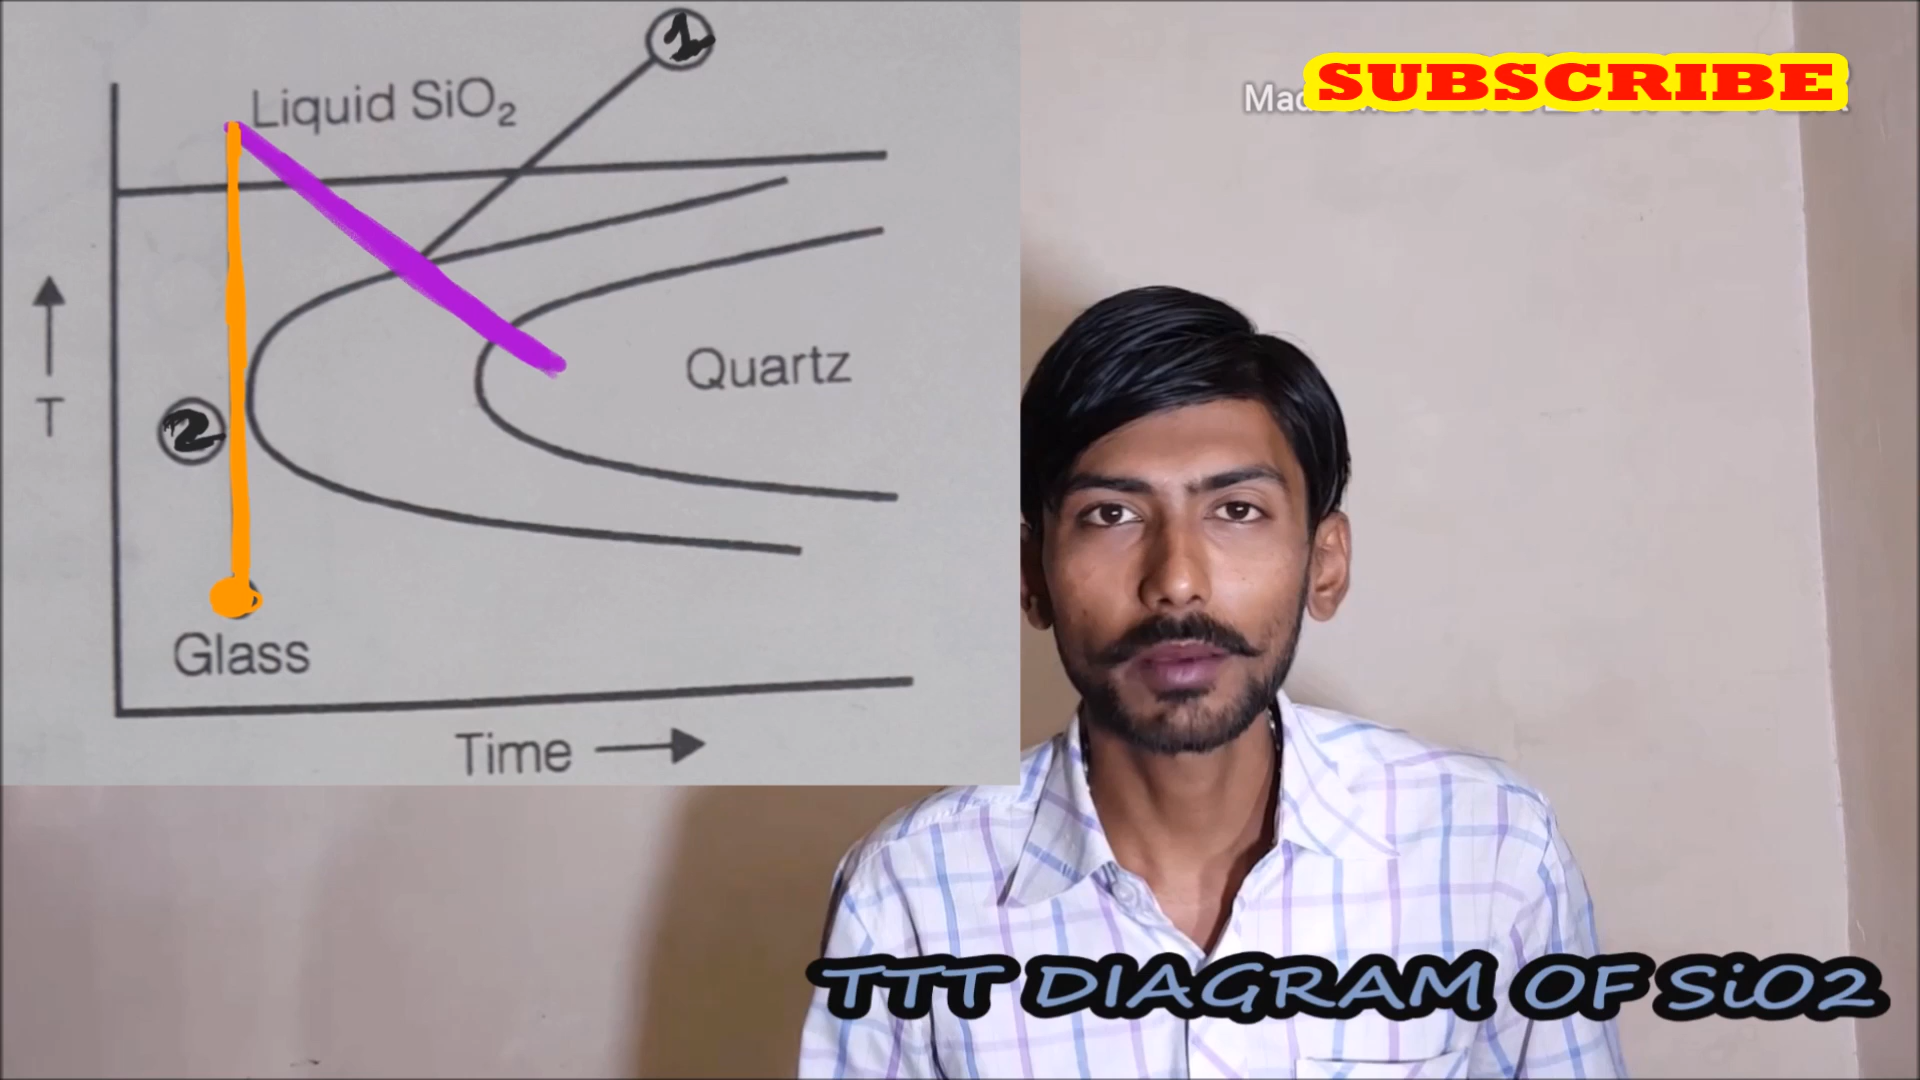 1
Liquid SiO₂
SUBSCRIBE
Quartz
T
2
Glass
Time
TTT DIAGRAM OF SiO2